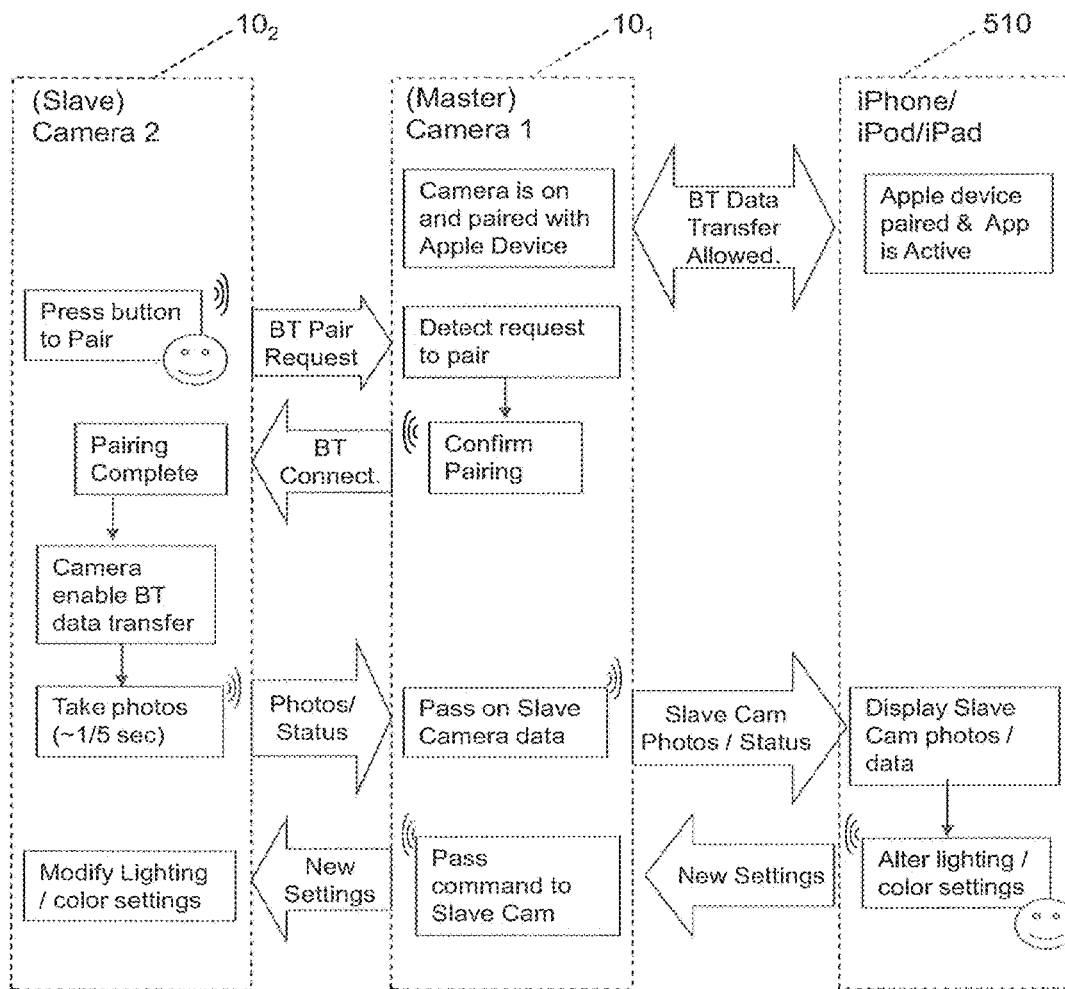 10₂
10₁
510
(Slave)
Camera 2
(Master)
Camera 1
iPhone/
iPod/iPad
Camera is on
and paired with
Apple Device
BT Data
Transfer
Allowed.
Apple device
paired & App
is Active
Press button
to Pair
BT Pair
Request
Detect request
to pair
Pairing
Complete
BT
Connect.
Confirm
Pairing
Camera
enable BT
data transfer
Take photos
(~1/5 sec)
Photos/
Status
Pass on Slave
Camera data
Slave Cam
Photos / Status
Display Slave
Cam photos /
data
Modify Lighting
/ color settings
New
Settings
Pass
command to
Slave Cam
New Settings
Alter lighting /
color settings